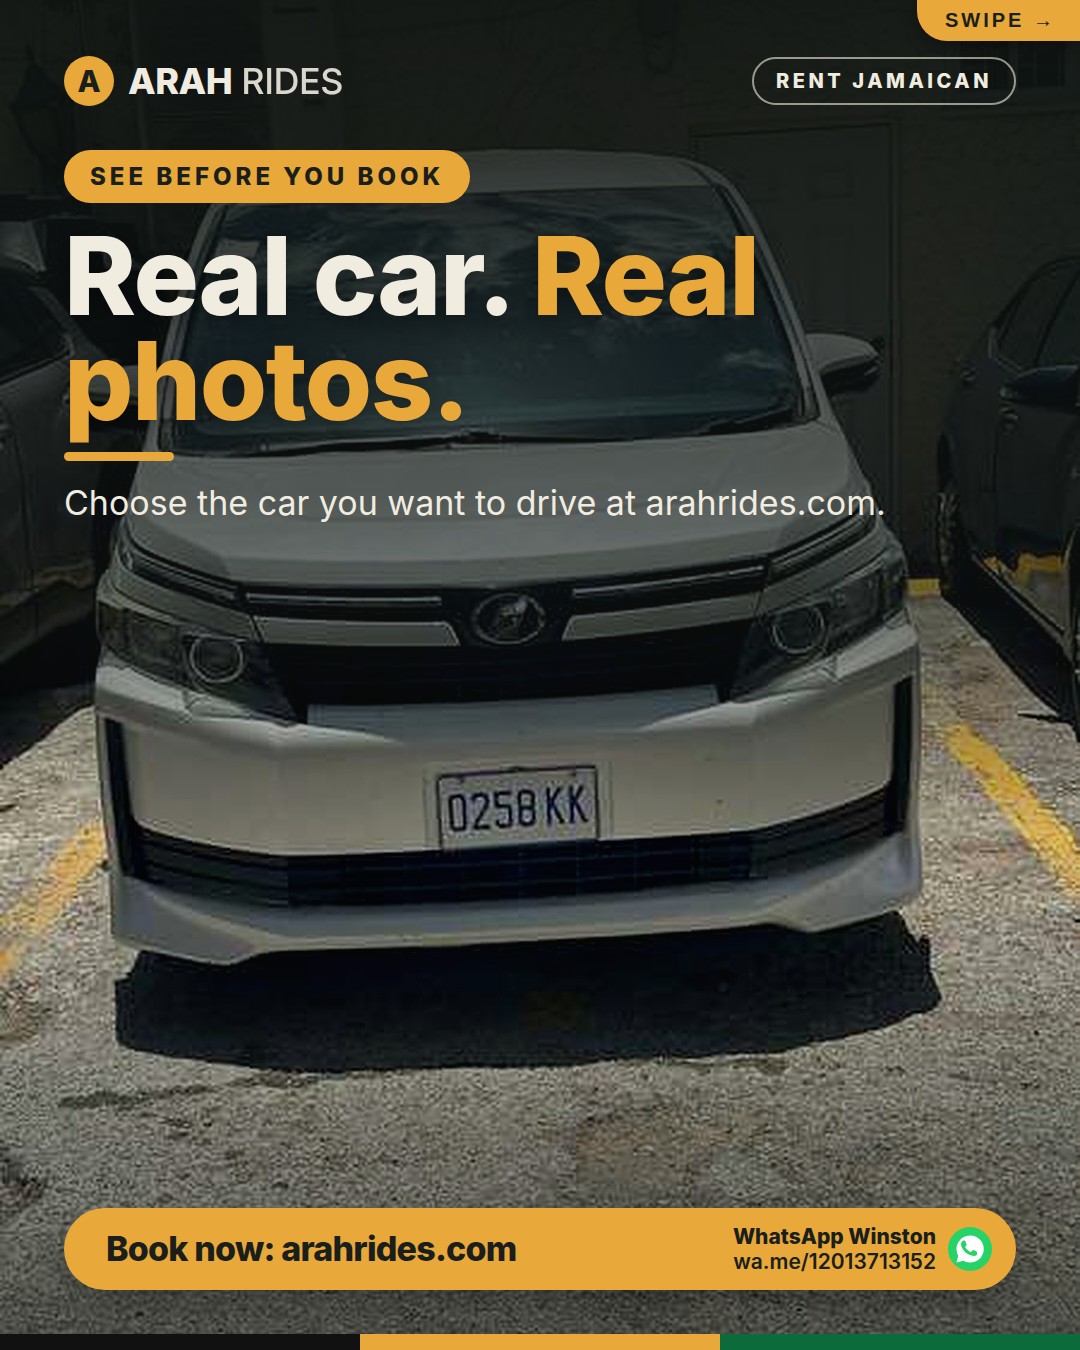 SWIPE →
A ARAH RIDES
RENT JAMAICAN
SEE BEFORE YOU BOOK
Real car. Real
photos.
Choose the car you want to drive at arahrides.com.
0258 KK
Book now: arahrides.com
WhatsApp Winston
wa.me/12013713152